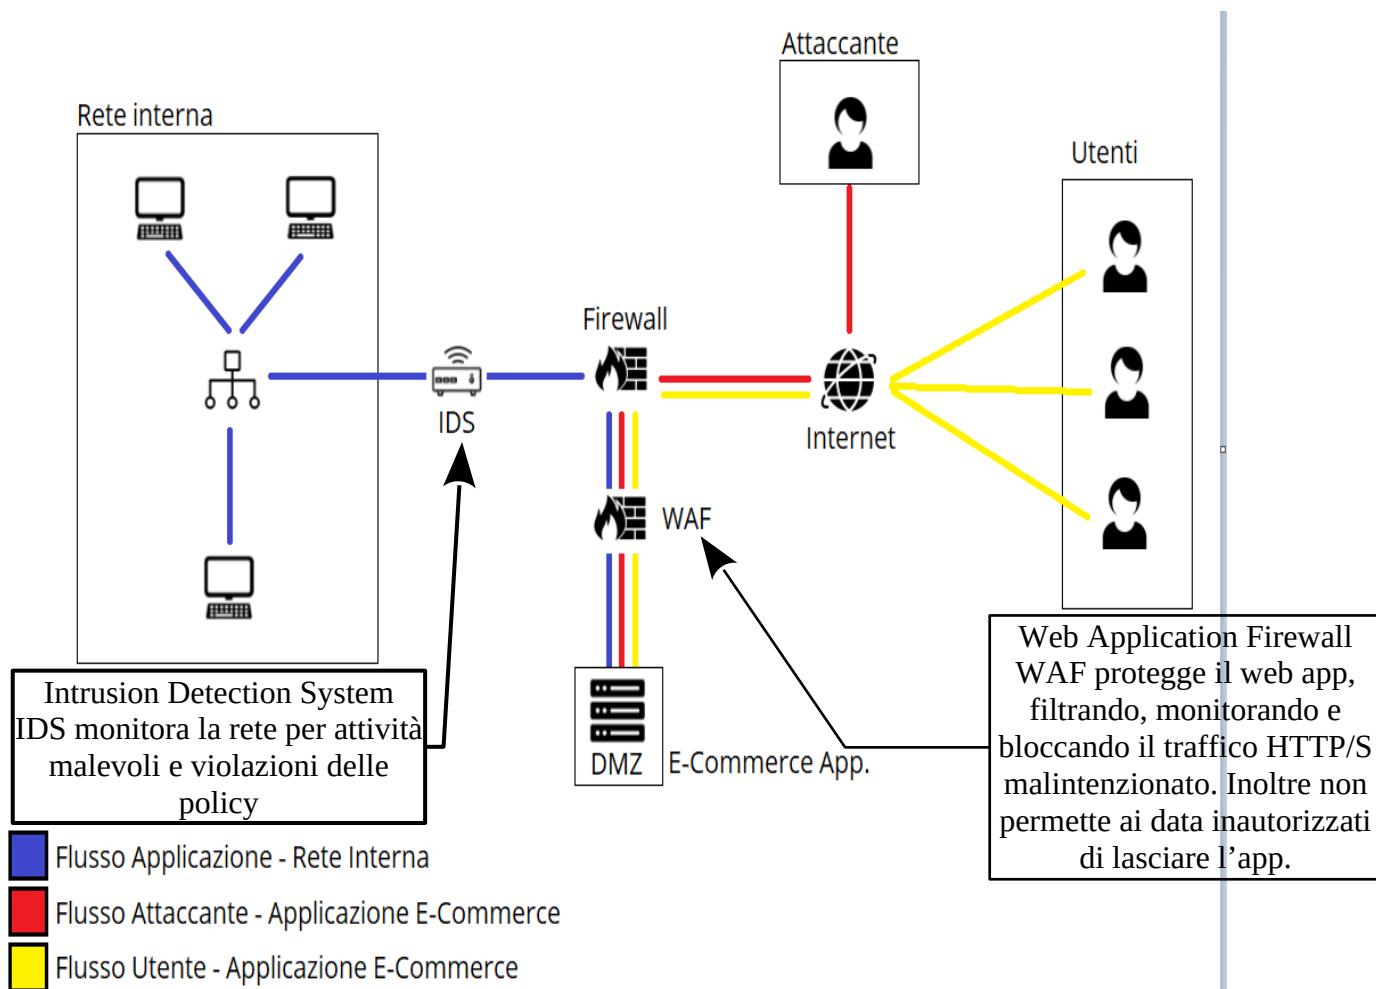 Attaccante
Rete interna
Utenti
Firewall
IDS
Internet
WAF
DMZ
E-Commerce App.
Intrusion Detection System
IDS monitora la rete per attività
malevoli e violazioni delle
policy
Web Application Firewall
WAF protegge il web app,
filtrando, monitorando e
bloccando il traffico HTTP/S
malintenzionato. Inoltre non
permette ai data inautorizzati
di lasciare l’app.
Flusso Applicazione - Rete Interna
Flusso Attaccante - Applicazione E-Commerce
Flusso Utente - Applicazione E-Commerce